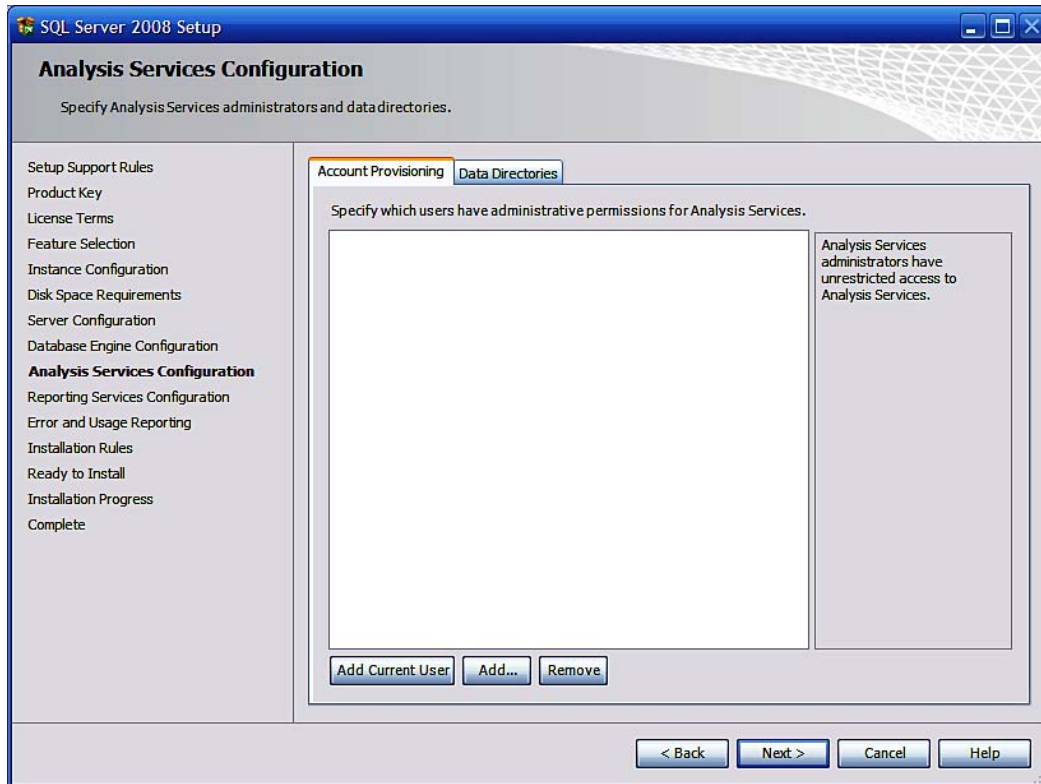 SQL Server 2008 Setup
Analysis Services Configuration
Specify Analysis Services administrators and data directories.
Setup Support Rules
Product Key
License Terms
Feature Selection
Instance Configuration
Disk Space Requirements
Server Configuration
Database Engine Configuration
Analysis Services Configuration
Reporting Services Configuration
Error and Usage Reporting
Installation Rules
Ready to Install
Installation Progress
Complete
Account Provisioning
Data Directories
Specify which users have administrative permissions for Analysis Services.
Analysis Services
administrators have
unrestricted access to
Analysis Services.
Add Current User
Add...
Remove
< Back
Next >
Cancel
Help